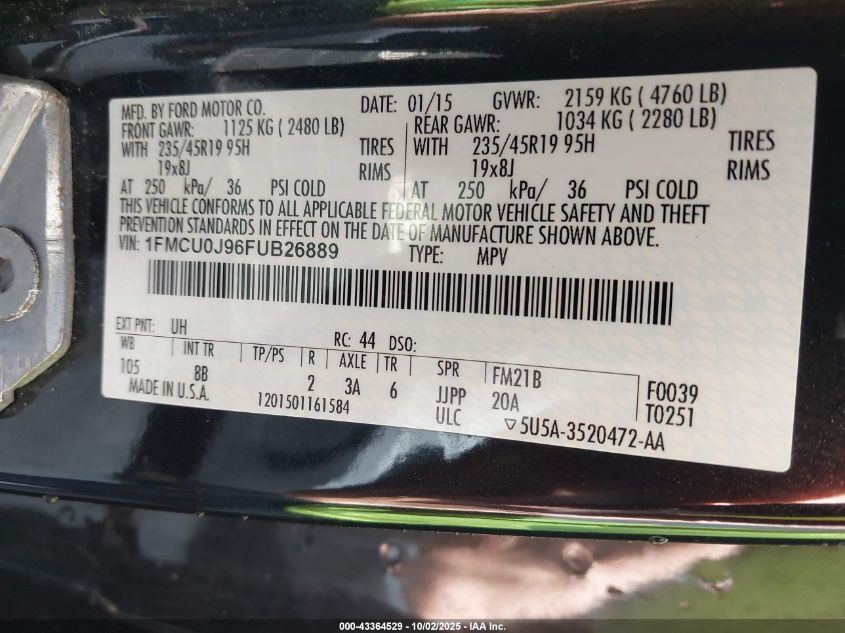 MFD. BY FORD MOTOR CO. DATE: 01/15 GVWR: 2159 KG ( 4760 LB)
FRONT GAWR: 1125 KG ( 2480 LB) REAR GAWR: 1034 KG ( 2280 LB)
WITH 235/45R19 95H TIRES WITH 235/45R19 95H TIRES
19x8J RIMS 19x8J RIMS
AT 250 kPa/ 36 PSI COLD AT 250 kPa/ 36 PSI COLD
THIS VEHICLE CONFORMS TO ALL APPLICABLE FEDERAL MOTOR VEHICLE SAFETY AND THEFT
PREVENTION STANDARDS IN EFFECT ON THE DATE OF MANUFACTURE SHOWN ABOVE.
VIN: 1FMCU0J96FUB26889 TYPE: MPV
EXT PNT: UH RC: 44 DSO:
WB INT TR TP/PS R AXLE TR SPR FM21B F0039
105 8B 2 3A 6 JJPP 20A T0251
MADE IN U.S.A. 1201501161584 ULC ▽5U5A-3520472-AA
000-43364529 - 10/02/2025 - IAA Inc.